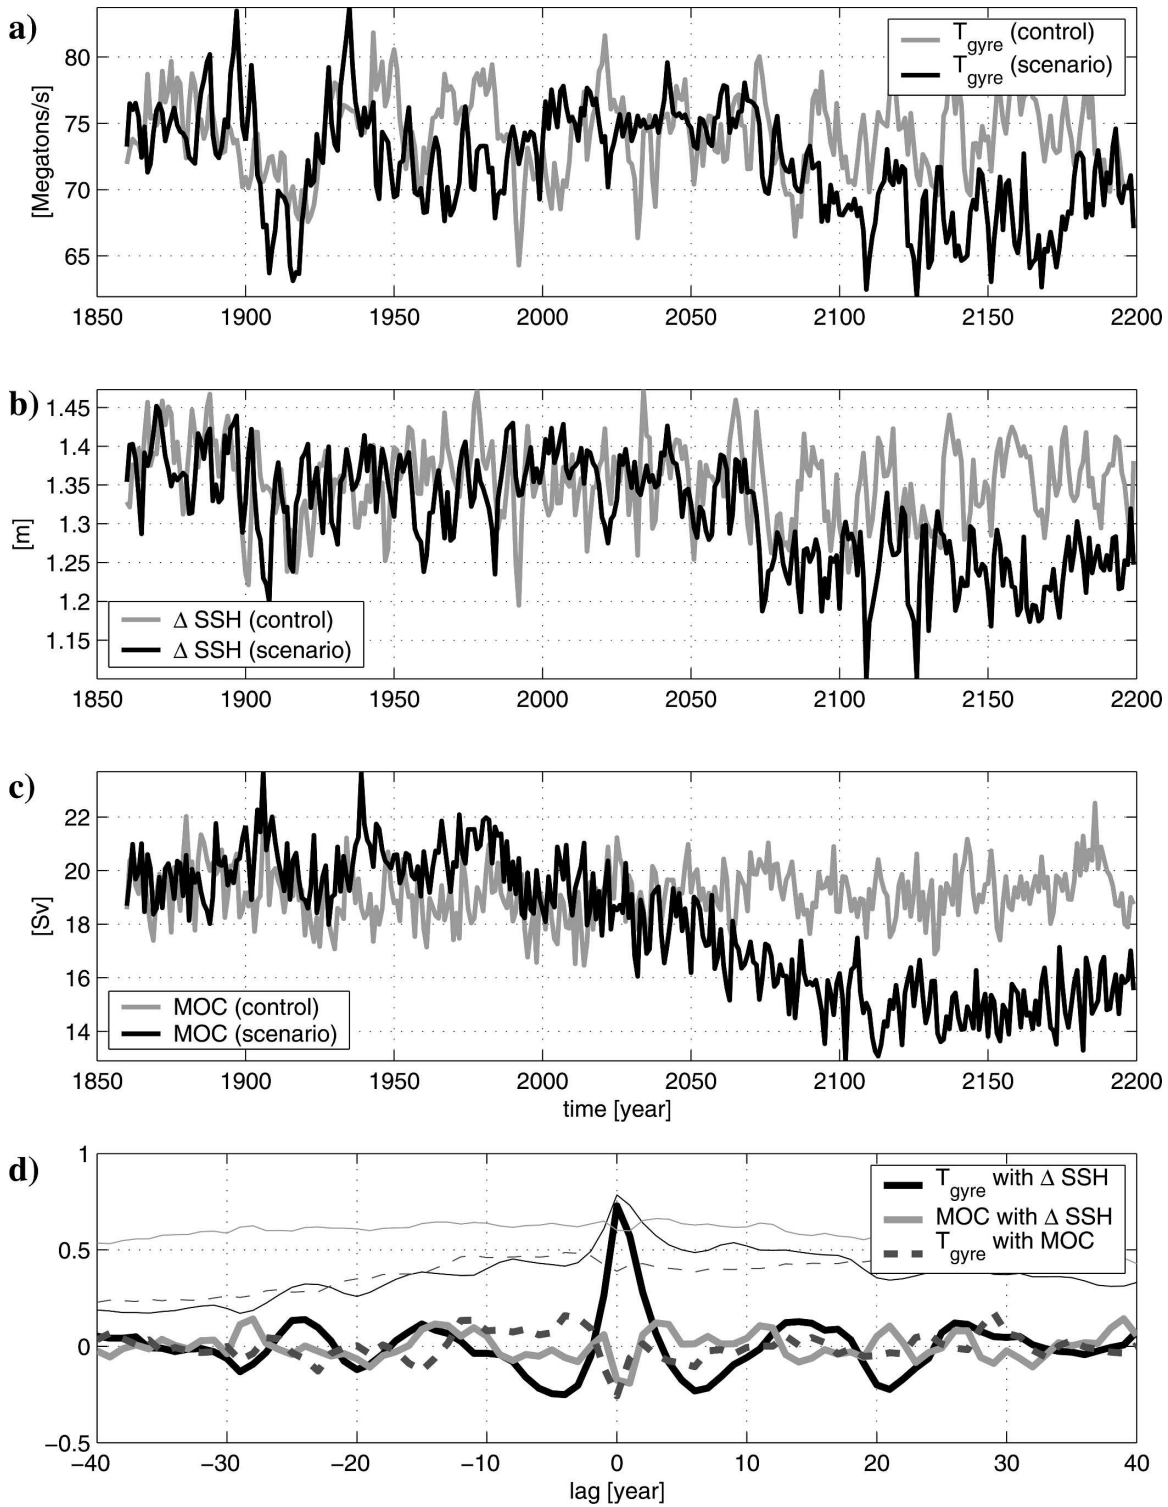 a)
80
75
70
65
[Megatons/s]
T_gyre (control)
T_gyre (scenario)
1850 1900 1950 2000 2050 2100 2150 2200
b)
1.45
1.4
1.35
1.3
1.25
1.2
1.15
[m]
Δ SSH (control)
Δ SSH (scenario)
1850 1900 1950 2000 2050 2100 2150 2200
c)
22
20
18
16
14
[Sv]
MOC (control)
MOC (scenario)
1850 1900 1950 2000 2050 2100 2150 2200
time [year]
d)
1
0.5
0
−0.5
T_gyre with Δ SSH
MOC with Δ SSH
T_gyre with MOC
−40 −30 −20 −10 0 10 20 30 40
lag [year]